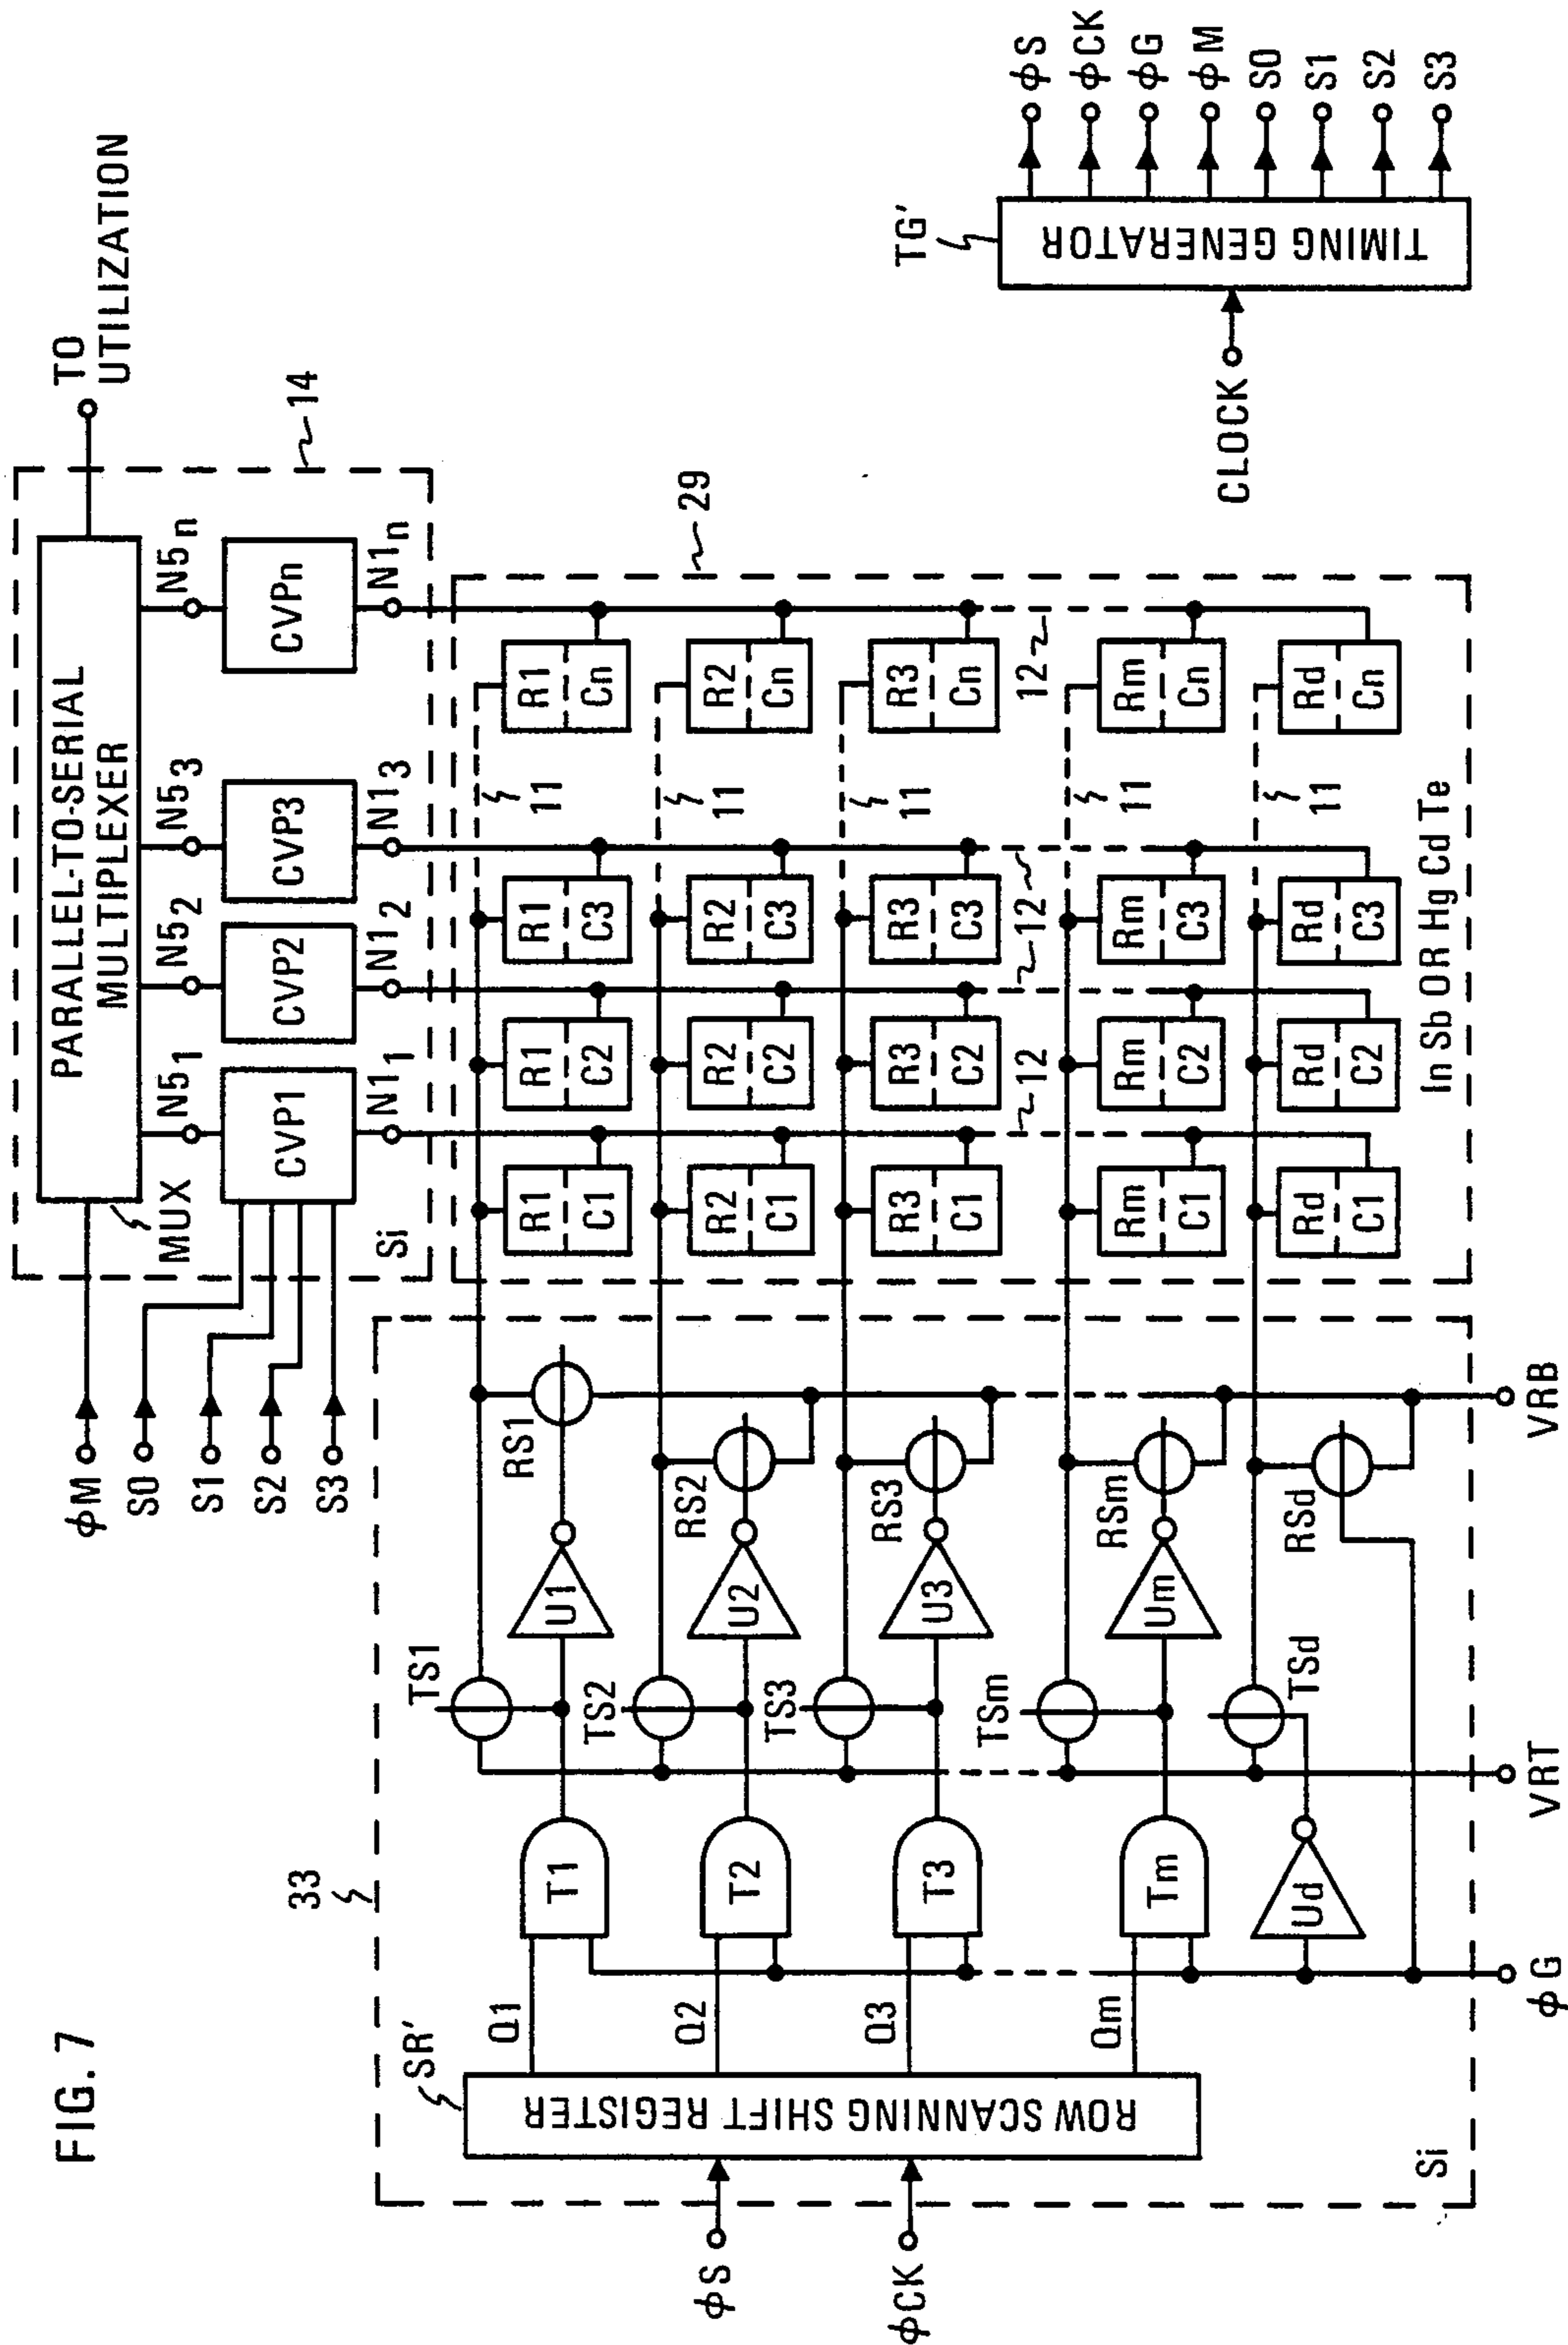 FIG. 7
TO
UTILIZATION
PARALLEL-TO-SERIAL
MULTIPLEXER
MUX
14
N5₁
N5₂
N5₃
N5n
CVP1
CVP2
CVP3
CVPn
N1₁
N1₂
N1₃
N1n
Si
ϕM
S0
S1
S2
S3
33
SR'
ROW SCANNING SHIFT REGISTER
ϕS
ϕCK
Q1
Q2
Q3
Qm
T1
T2
T3
Tm
Ud
TS1
TS2
TS3
TSm
TSd
U1
U2
U3
Um
RS1
RS2
RS3
RSm
RSd
Si
ϕG
VRT
VRB
29
R1 R1 R1 R1
C1 C2 C3 Cn
11
R2 R2 R2 R2
C1 C2 C3 Cn
11
R3 R3 R3 R3
C1 C2 C3 Cn
11
12 12 12 12
Rm Rm Rm Rm
C1 C2 C3 Cn
11
Rd Rd Rd Rd
C1 C2 C3 Cn
11
In Sb OR Hg Cd Te
CLOCK
TG'
TIMING GENERATOR
ϕS
ϕCK
ϕG
ϕM
S0
S1
S2
S3